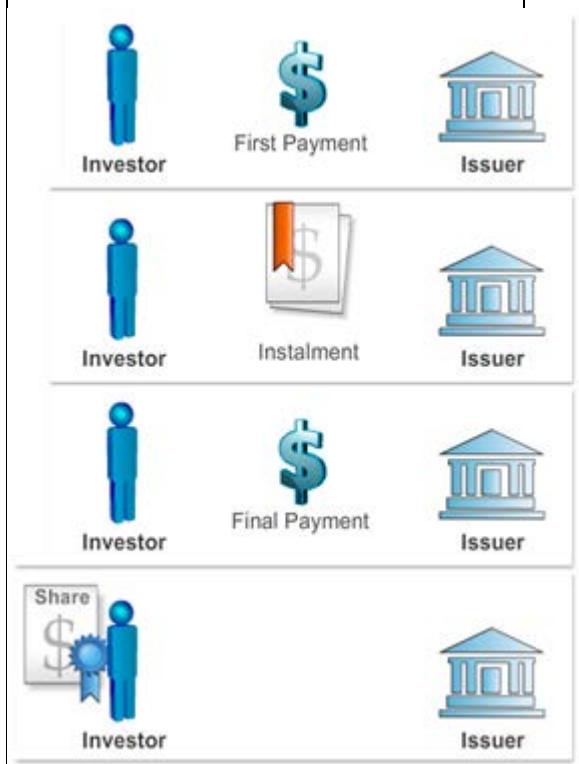 First Payment
Investor Issuer
$
Instalment
Investor Issuer
Final Payment
Investor Issuer
Share
$
Investor Issuer